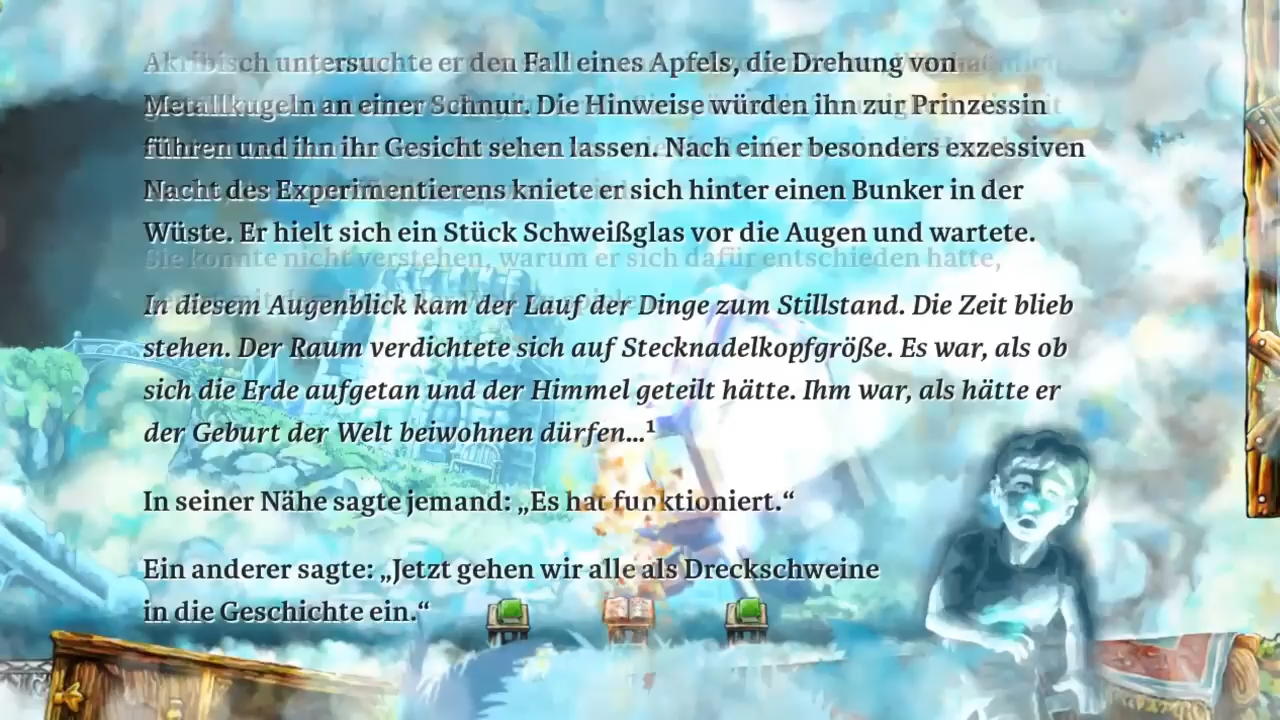 Akribisch untersuchte er den Fall eines Apfels, die Drehung von
Metallkugeln an einer Schnur. Die Hinweise würden ihn zur Prinzessin
führen und ihn ihr Gesicht sehen lassen. Nach einer besonders exzessiven
Nacht des Experimentierens kniete er sich hinter einen Bunker in der
Wüste. Er hielt sich ein Stück Schweißglas vor die Augen und wartete.
Sie konnte nicht verstehen, warum er sich dafür entschieden hatte,
In diesem Augenblick kam der Lauf der Dinge zum Stillstand. Die Zeit blieb
stehen. Der Raum verdichtete sich auf Stecknadelkopfgröße. Es war, als ob
sich die Erde aufgetan und der Himmel geteilt hätte. Ihm war, als hätte er
der Geburt der Welt beiwohnen dürfen...¹
In seiner Nähe sagte jemand: „Es hat funktioniert.“
Ein anderer sagte: „Jetzt gehen wir alle als Dreckschweine
in die Geschichte ein.“